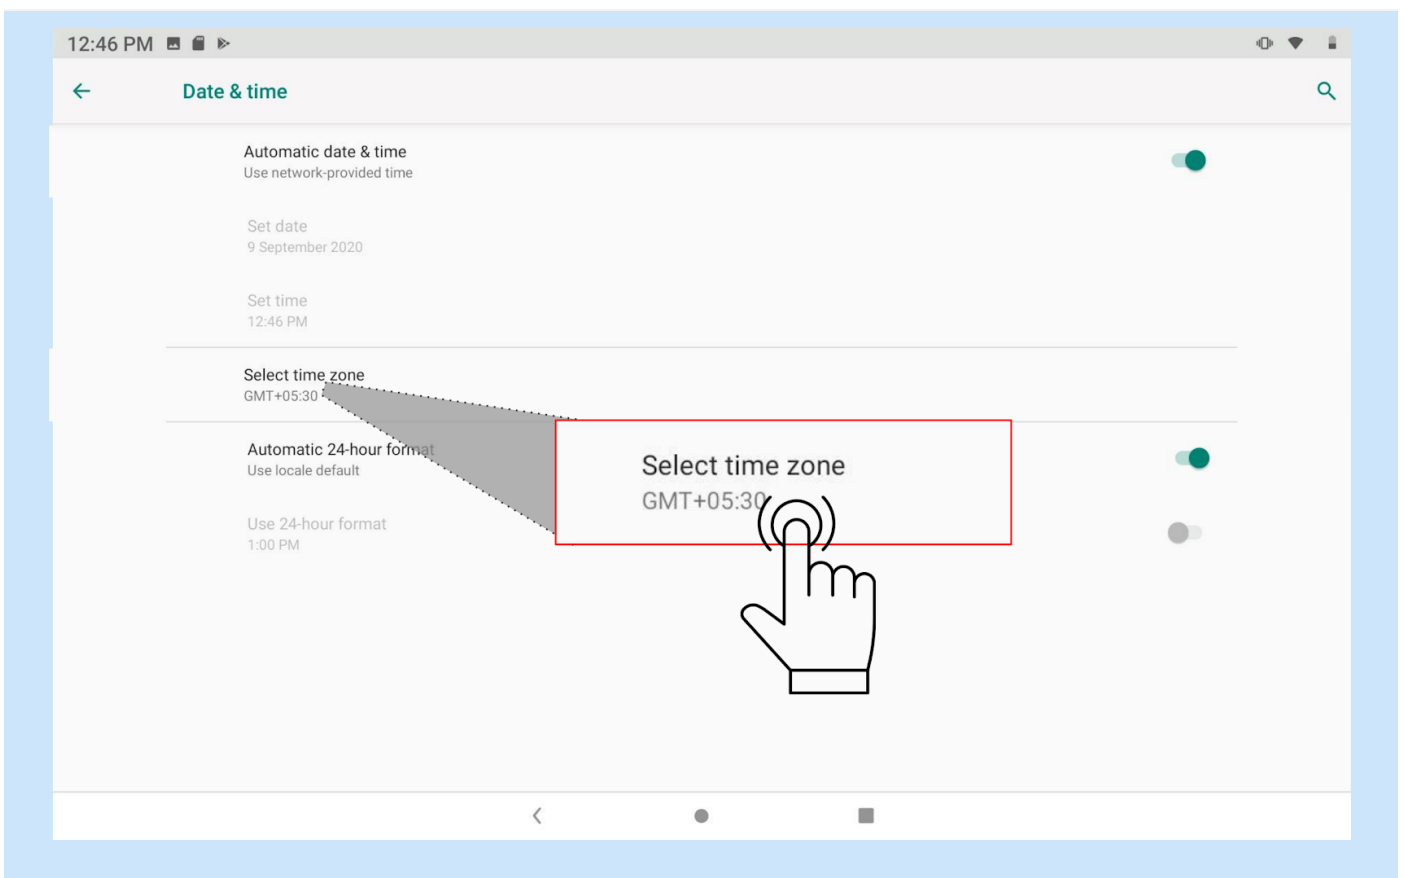 12:46 PM
Date & time
Automatic date & time
Use network-provided time
Set date
9 September 2020
Set time
12:46 PM
Select time zone
GMT+05:30
Automatic 24-hour format
Use locale default
Use 24-hour format
1:00 PM
Select time zone
GMT+05:30